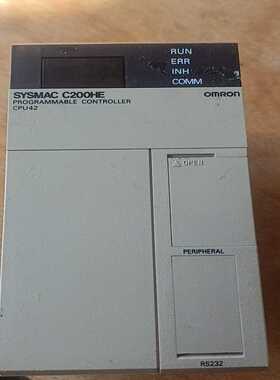 RUN
ERR
INH
COMM
SYSMAC C200HE
OMRON
PROGRAMMABLE CONTROLLER
CPU42
⚠ OPEN
PERIPHERAL
RS232